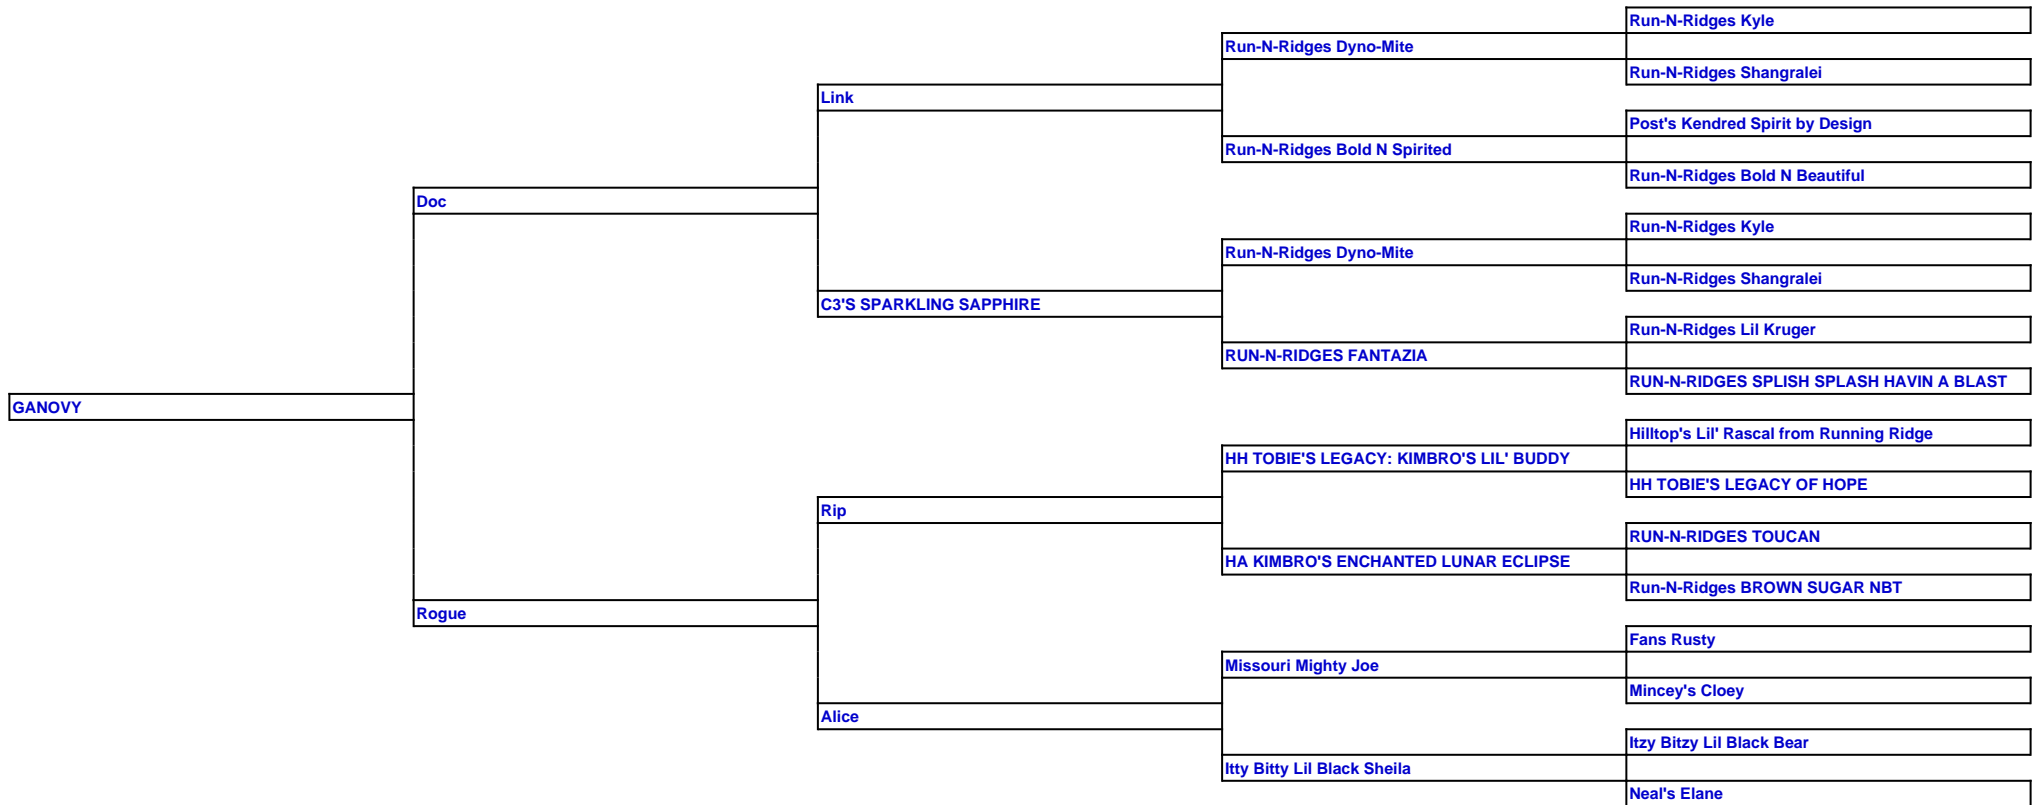 Run-N-Ridges Kyle
Run-N-Ridges Dyno-Mite
Run-N-Ridges Shangralei
Link
Post's Kendred Spirit by Design
Run-N-Ridges Bold N Spirited
Run-N-Ridges Bold N Beautiful
Doc
Run-N-Ridges Kyle
Run-N-Ridges Dyno-Mite
Run-N-Ridges Shangralei
C3'S SPARKLING SAPPHIRE
Run-N-Ridges Lil Kruger
RUN-N-RIDGES FANTAZIA
RUN-N-RIDGES SPLISH SPLASH HAVIN A BLAST
GANOVY
Hilltop's Lil' Rascal from Running Ridge
HH TOBIE'S LEGACY: KIMBRO'S LIL' BUDDY
HH TOBIE'S LEGACY OF HOPE
Rip
RUN-N-RIDGES TOUCAN
HA KIMBRO'S ENCHANTED LUNAR ECLIPSE
Run-N-Ridges BROWN SUGAR NBT
Rogue
Fans Rusty
Missouri Mighty Joe
Mincey's Cloey
Alice
Itzy Bitzy Lil Black Bear
Itty Bitty Lil Black Sheila
Neal's Elane